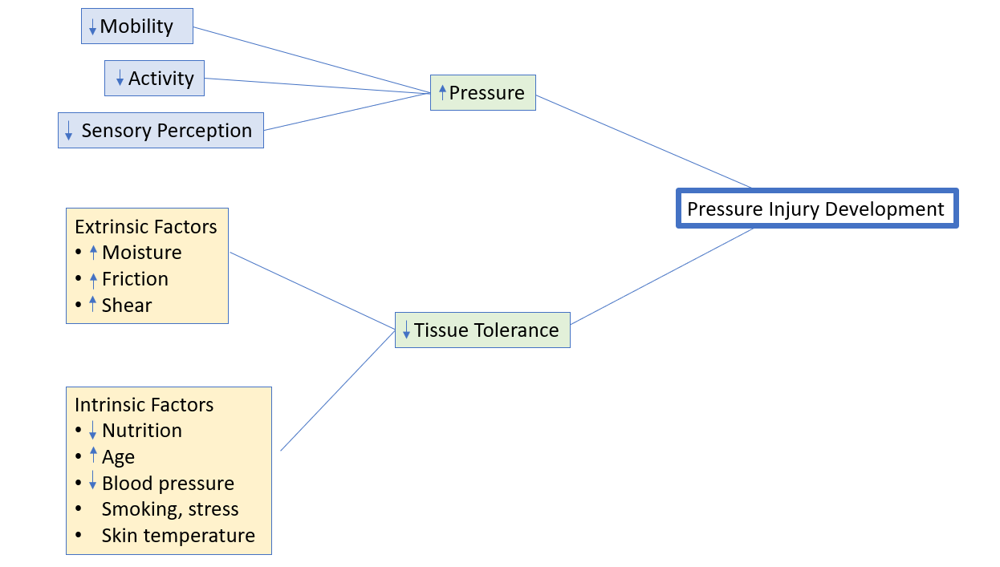 ↓ Mobility
↓ Activity
↓ Sensory Perception
↑ Pressure
Pressure Injury Development
Extrinsic Factors
• ↑ Moisture
• ↑ Friction
• ↑ Shear
↓ Tissue Tolerance
Intrinsic Factors
• ↓ Nutrition
• ↑ Age
• ↓ Blood pressure
• Smoking, stress
• Skin temperature